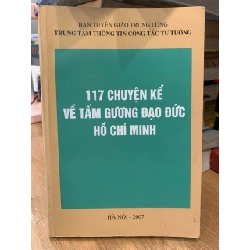 BAN TUYÊN GIÁO TRUNG ƯƠNG
TRUNG TÂM THÔNG TIN CÔNG TÁC TƯ TƯỞNG
117 CHUYỆN KỂ
VỀ TẤM GƯƠNG ĐẠO ĐỨC
HỒ CHÍ MINH
HÀ NỘI - 2007